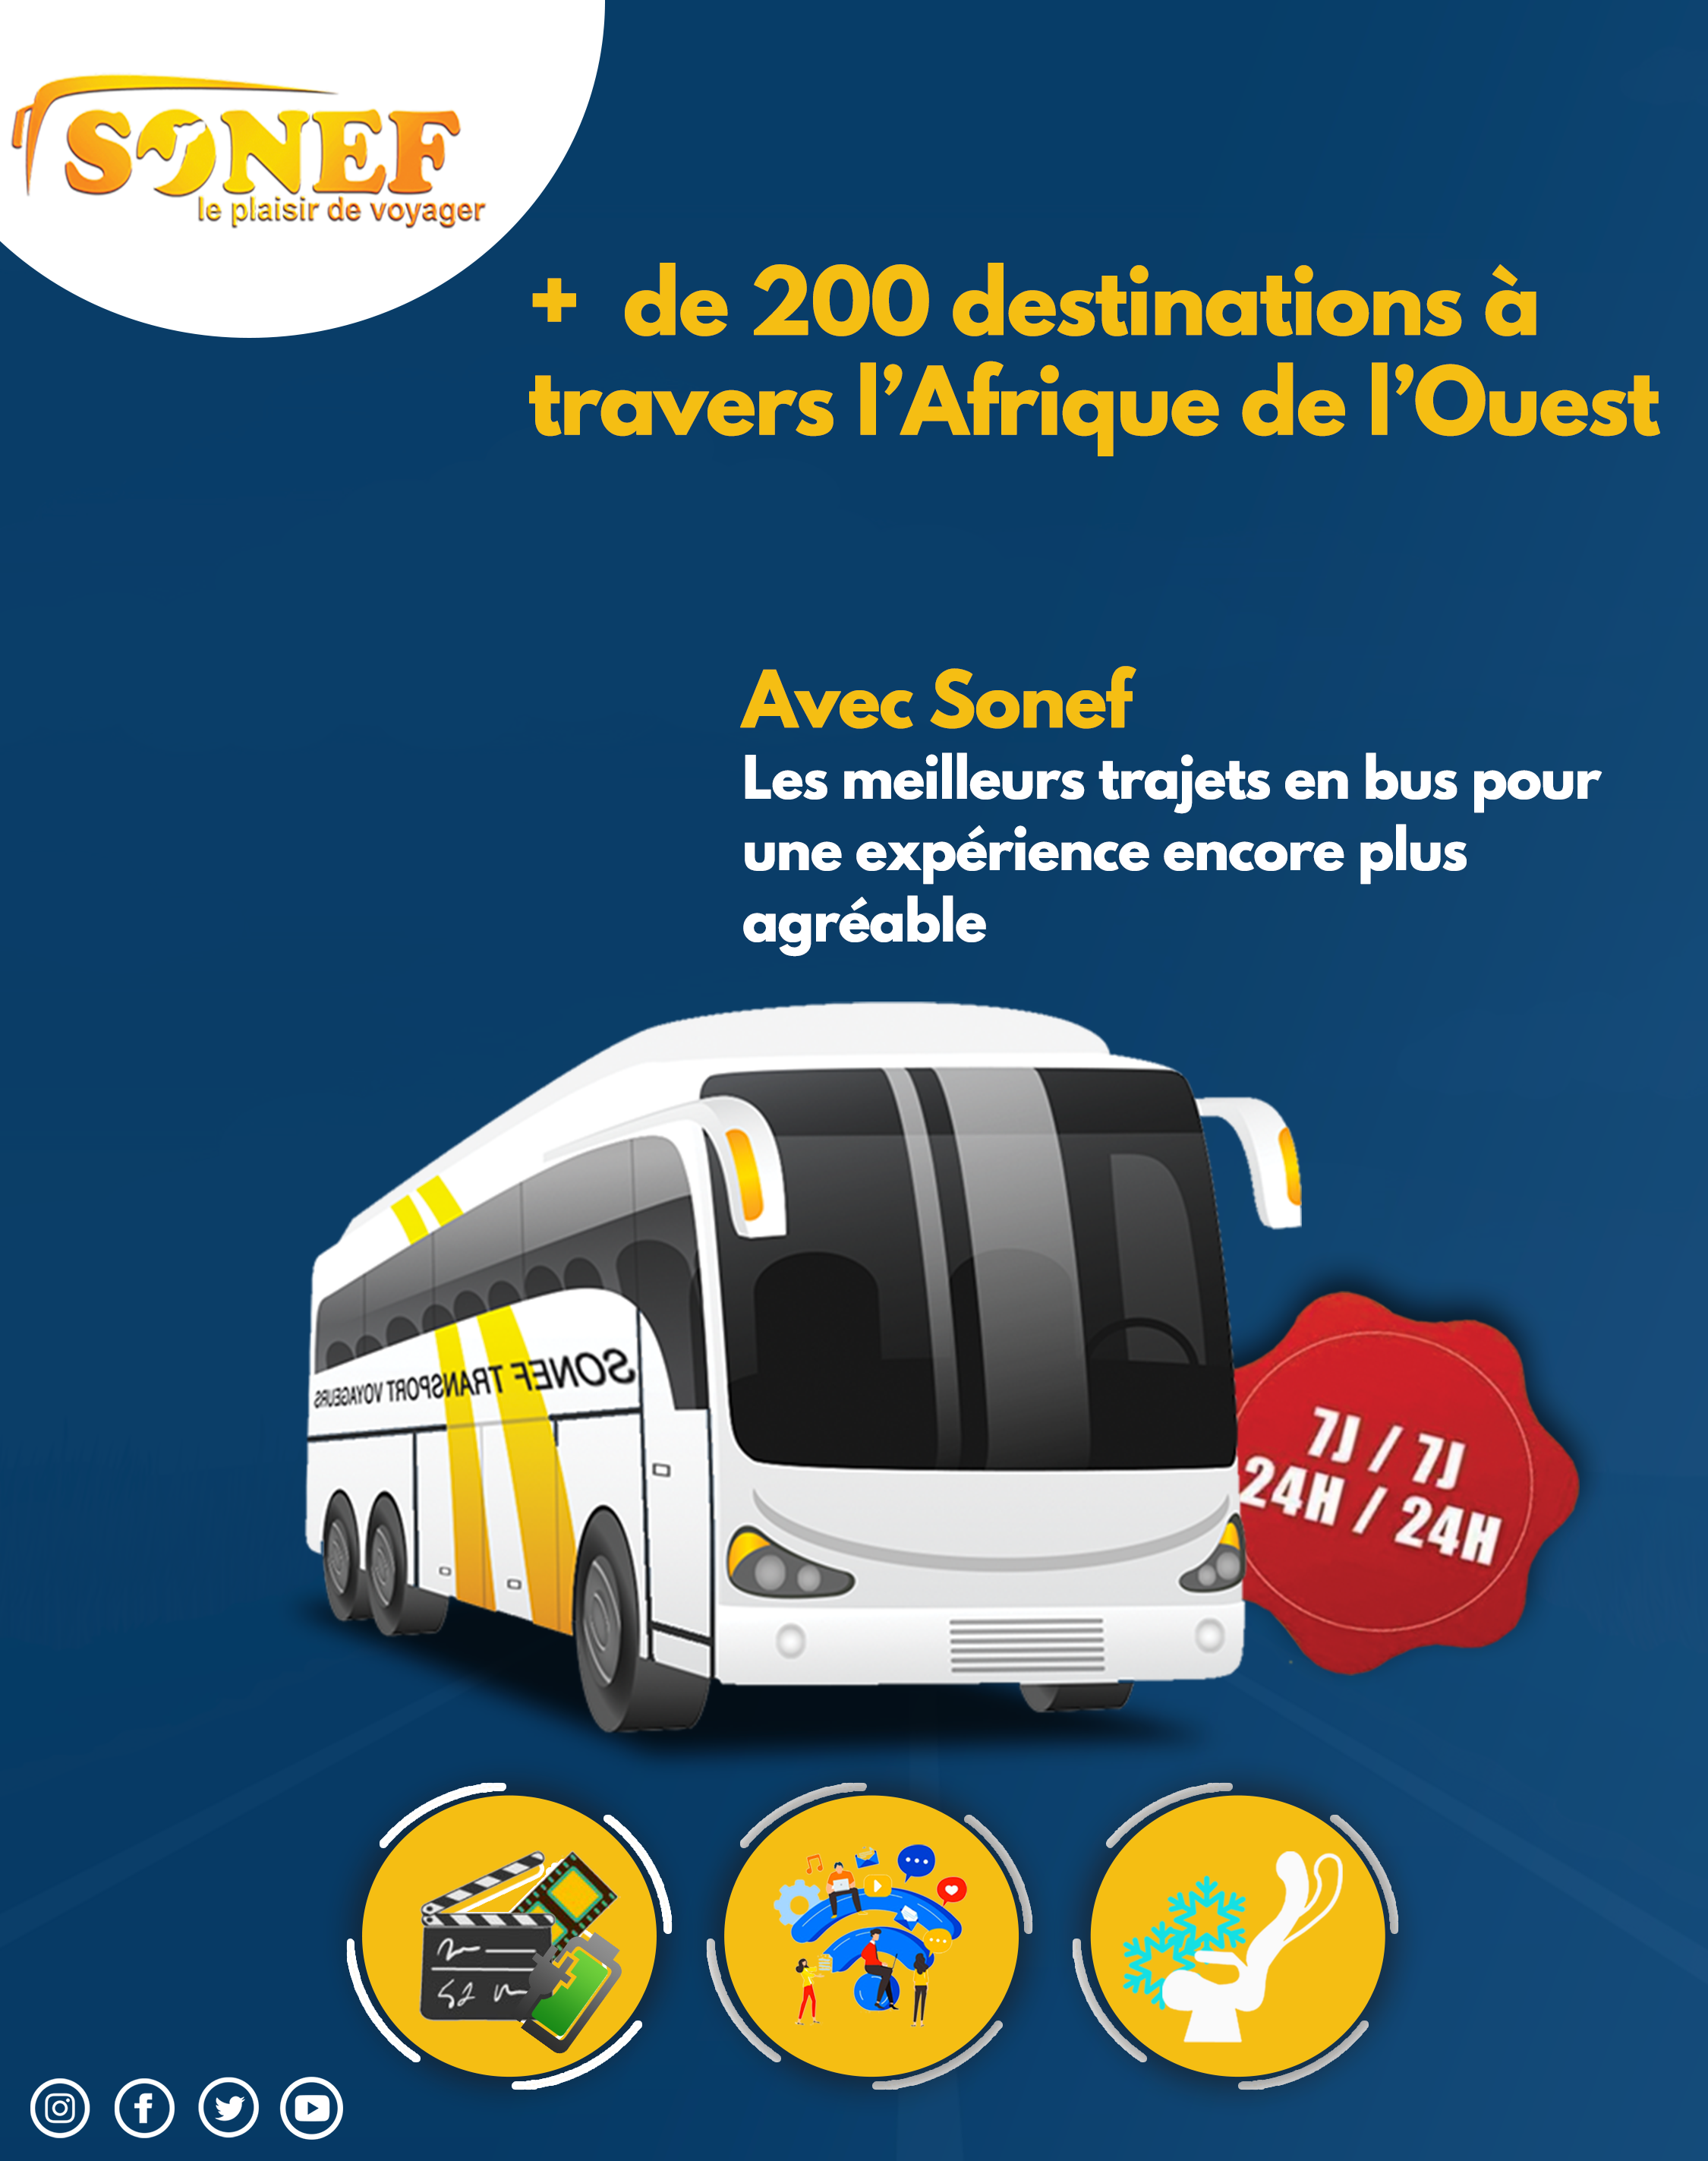 SONEF
le plaisir de voyager
+ de 200 destinations à
travers l'Afrique de l'Ouest
Avec Sonef
Les meilleurs trajets en bus pour
une expérience encore plus
agréable
SONEF TRANSPORT VOYAGEURS
7J / 7J
24H / 24H